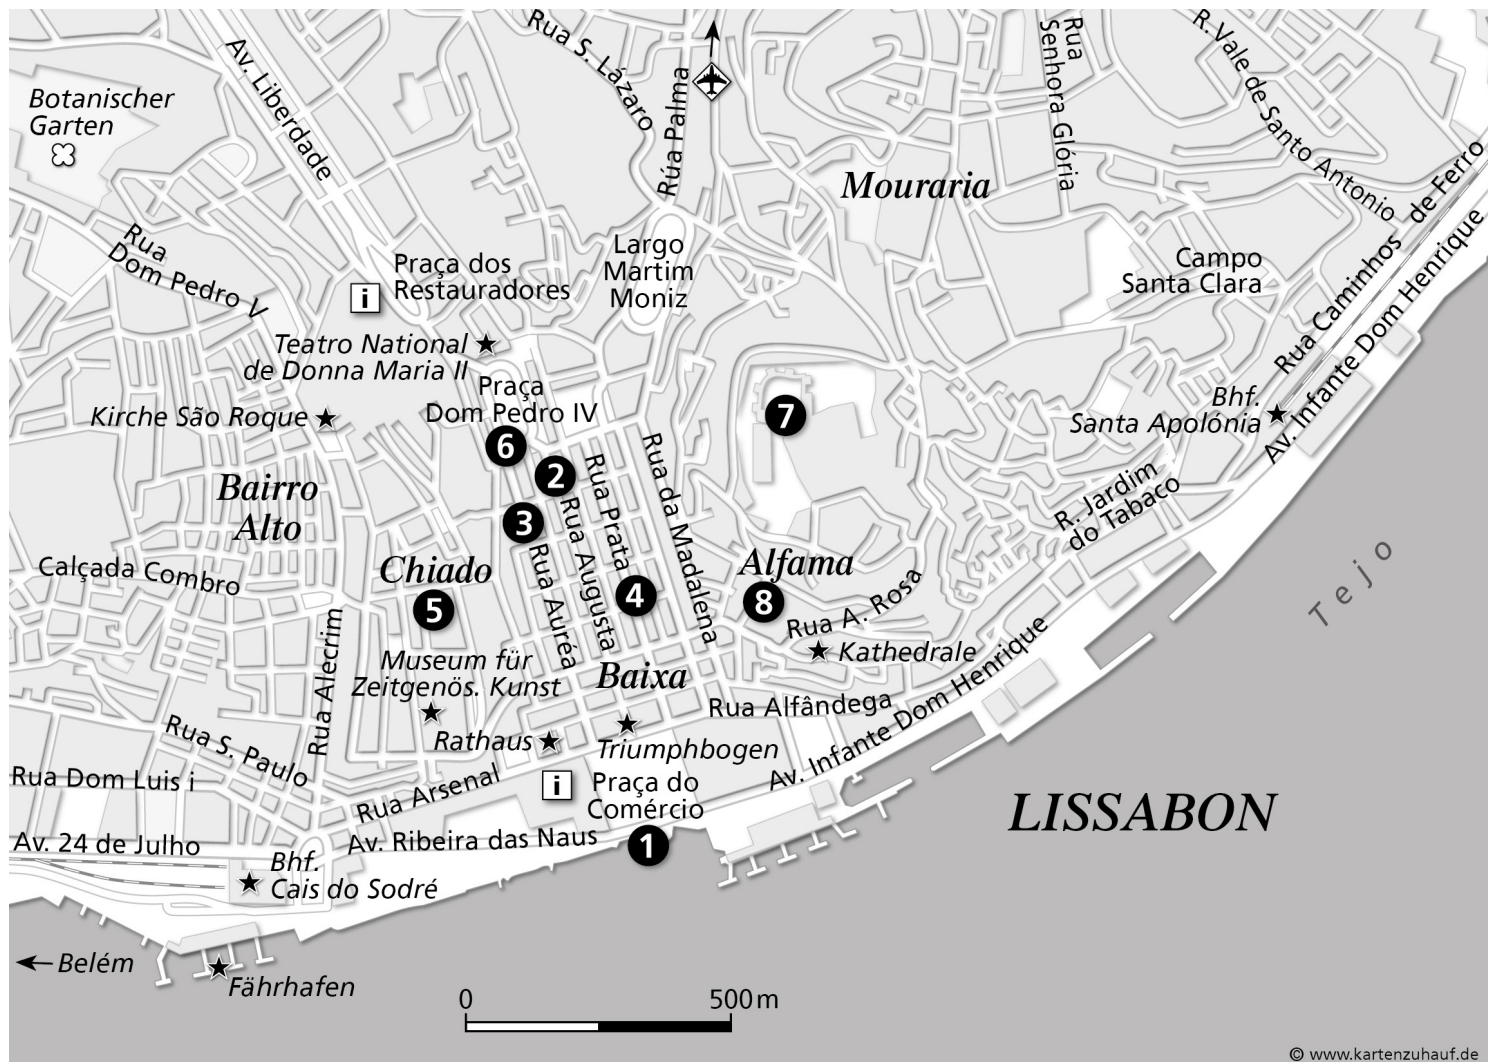 Rua S. Lázaro
Rúa Palma
Rua
Senhora Glória
R. Vale de Santo Antonio
Av. Liberdade
Botanischer
Garten
Mouraria
de Ferro
Rua
Dom Pedro V
Praça dos
Restauradores
i
Largo
Martim
Moniz
Campo
Santa Clara
Rua Caminhos
Av. Infante Dom Henrique
Teatro National
de Donna Maria II
Praça
Dom Pedro IV
Kirche São Roque
Bhf.
Santa Apolónia
7
6
2
3
Bairro
Alto
Rua Prata
Rua da Madalena
Rua Augusta
Rua Auréa
R. Jardim
do Tabaco
Calçada Combro
Chiado
5
4
Alfama
8
Rua A. Rosa
Kathedrale
Tejo
Rua Alecrim
Museum für
Zeitgenös. Kunst
Baixa
Rua Alfândega
Av. Infante Dom Henrique
Rua S. Paulo
Rathaus
Triumphbogen
Rua Dom Luis i
Rua Arsenal
i
Praça do
Comércio
LISSABON
Av. 24 de Julho
Av. Ribeira das Naus
1
Bhf.
Cais do Sodré
Belém
Fährhafen
0 500 m
© www.kartenzuhauf.de